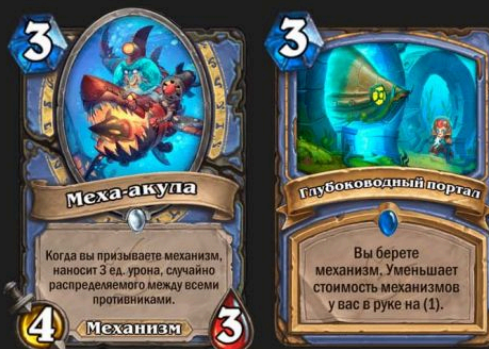 3
Меха-акула
Когда вы призываете механизм,
наносит 3 ед. урона, случайно
распределяемого между всеми
противниками.
4
Механизм
3
3
Глубоководный портал
Вы берете
механизм, Уменьшает
стоимость механизмов
у вас в руке на (1).